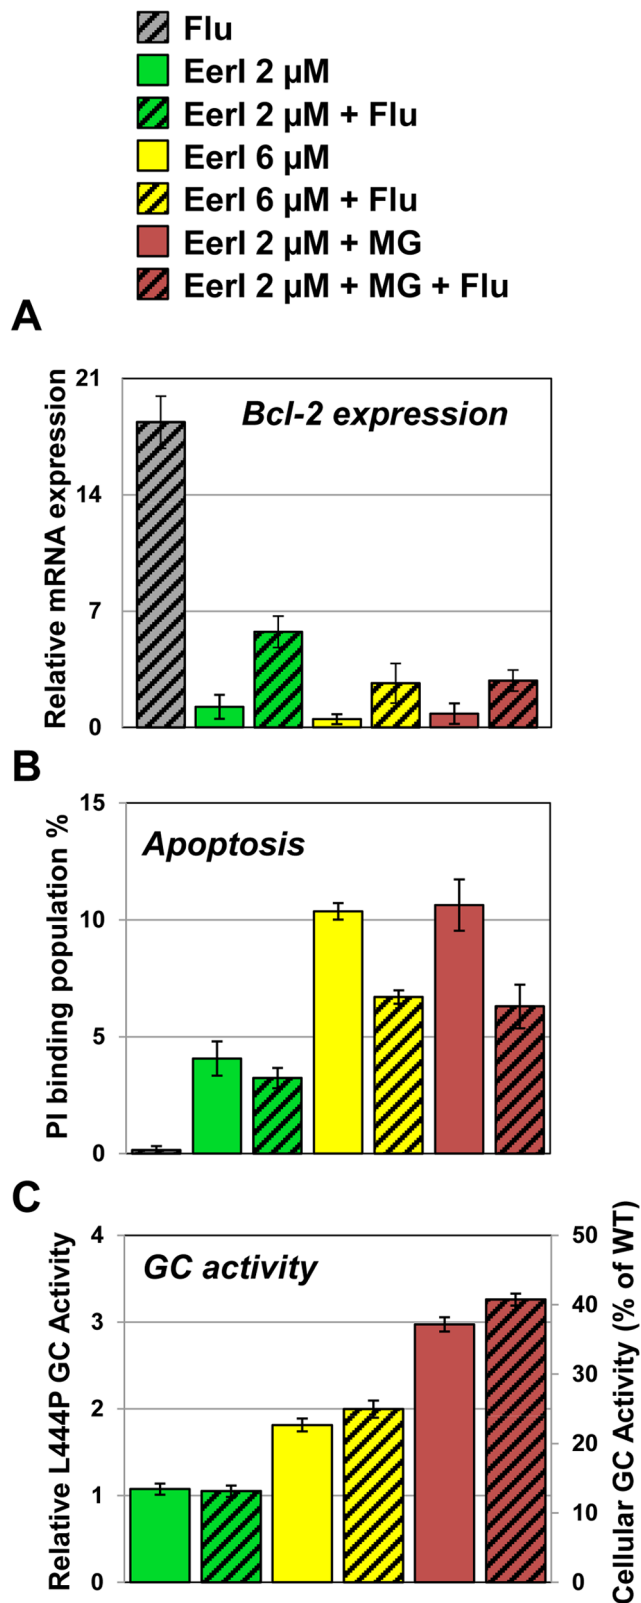 Flu
EerI 2 µM
EerI 2 µM + Flu
EerI 6 µM
EerI 6 µM + Flu
EerI 2 µM + MG
EerI 2 µM + MG + Flu
A
Relative mRNA expression
Bcl-2 expression
21
14
7
0
B
PI binding population %
Apoptosis
15
10
5
0
C
Relative L444P GC Activity
GC activity
4
3
2
1
0
50
40
30
20
10
0
Cellular GC Activity (% of WT)